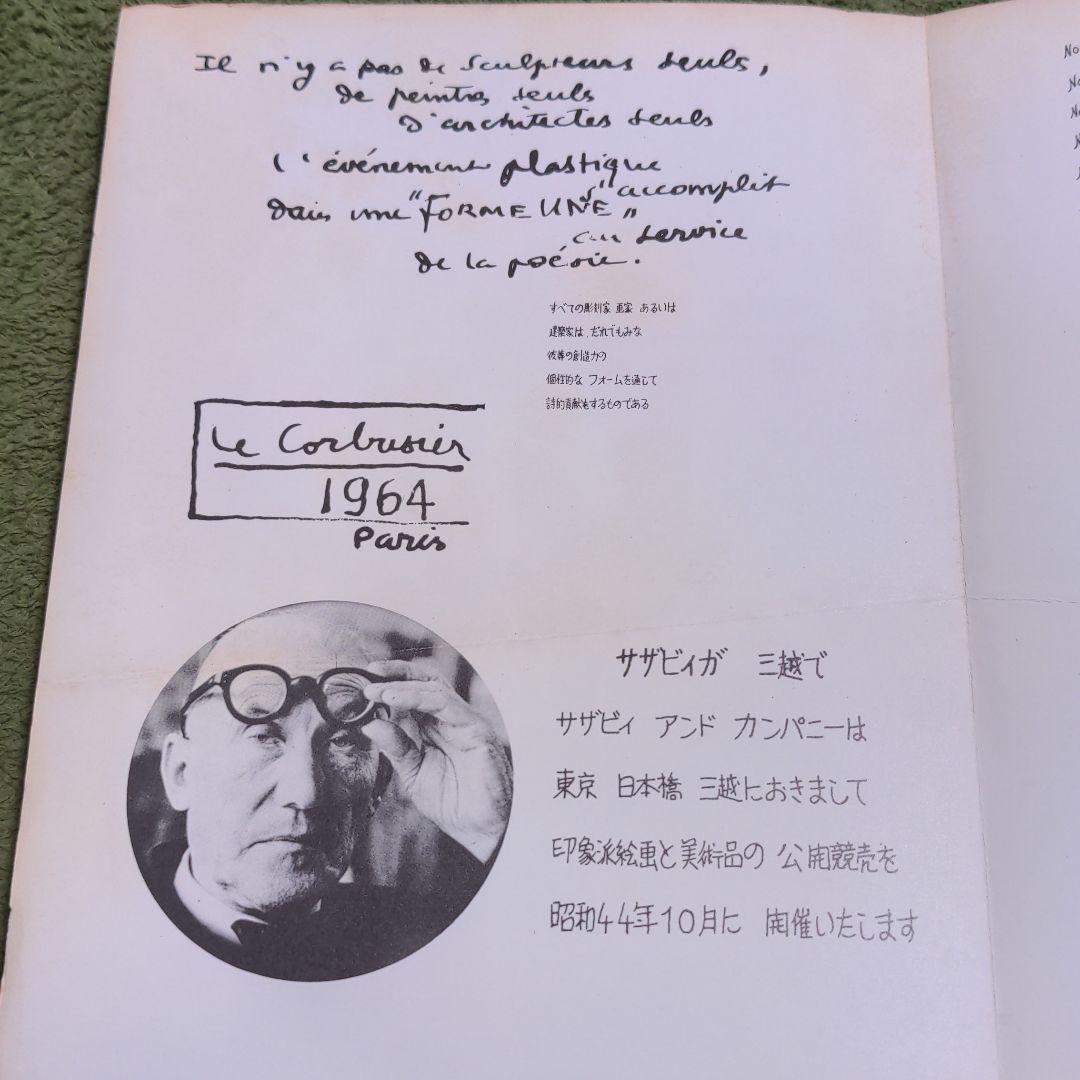 Il n'y a pas de sculpteurs seuls,
de peintres seuls
d'architectes seuls
l'événement plastique
s'accomplit
dans une "FORME UNE"
au service
de la poésie.
すべての彫刻家 画家 あるいは
建築家は だれでもみな
彼等の創造力の
個性的な フォームを通して
詩的貢献をするものである
Le Corbusier
1964
Paris
サザビィが 三越で
サザビィ アンド カンパニーは
東京 日本橋 三越におきまして
印象派絵画と美術品の 公開競売を
昭和44年10月に 開催いたします
No